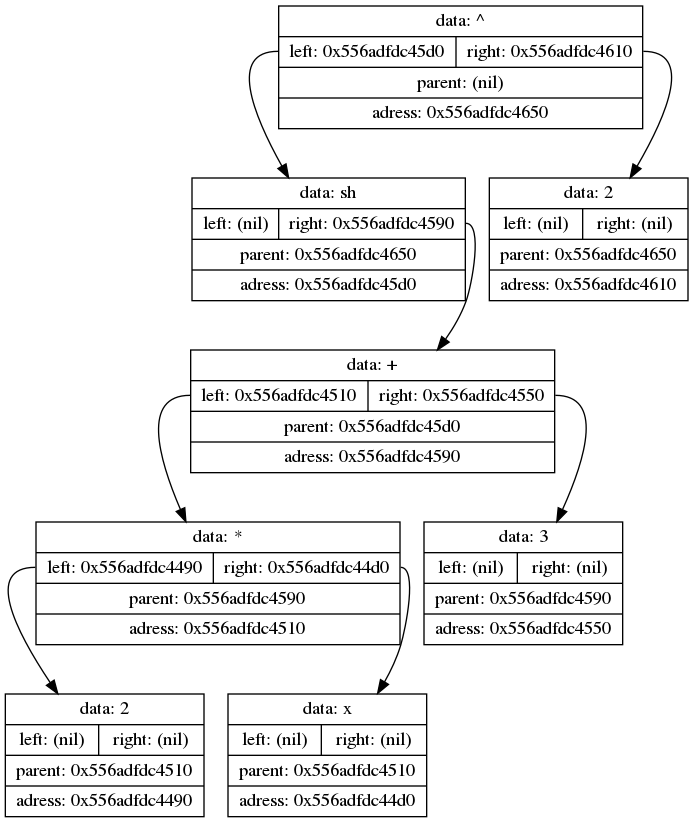 data: ^
left: 0x556adfdc45d0 right: 0x556adfdc4610
parent: (nil)
adress: 0x556adfdc4650
data: sh
left: (nil) right: 0x556adfdc4590
parent: 0x556adfdc4650
adress: 0x556adfdc45d0
data: 2
left: (nil) right: (nil)
parent: 0x556adfdc4650
adress: 0x556adfdc4610
data: +
left: 0x556adfdc4510 right: 0x556adfdc4550
parent: 0x556adfdc45d0
adress: 0x556adfdc4590
data: *
left: 0x556adfdc4490 right: 0x556adfdc44d0
parent: 0x556adfdc4590
adress: 0x556adfdc4510
data: 3
left: (nil) right: (nil)
parent: 0x556adfdc4590
adress: 0x556adfdc4550
data: 2
left: (nil) right: (nil)
parent: 0x556adfdc4510
adress: 0x556adfdc4490
data: x
left: (nil) right: (nil)
parent: 0x556adfdc4510
adress: 0x556adfdc44d0